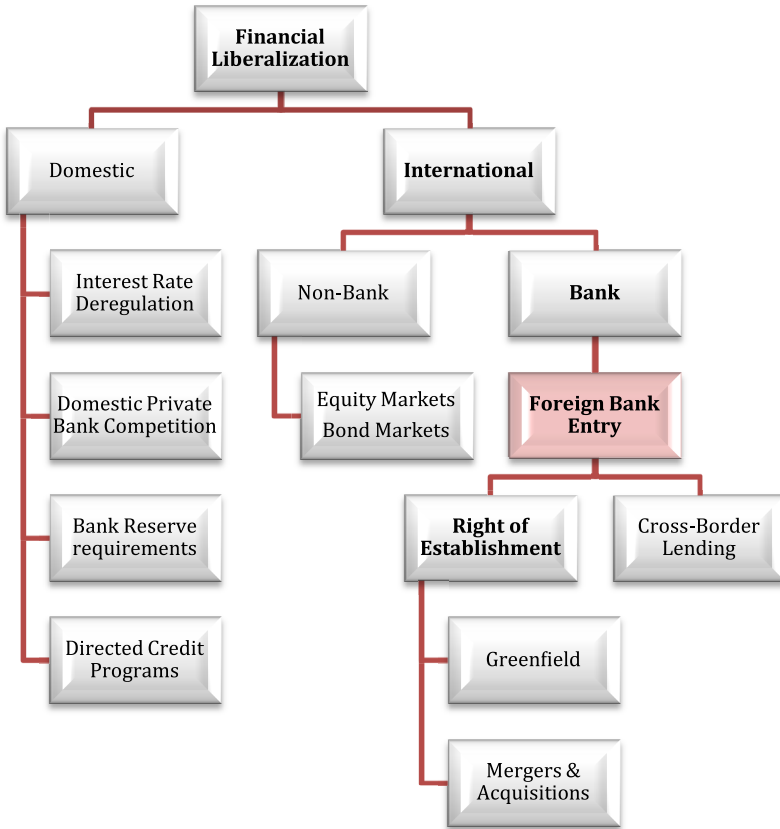 Financial
Liberalization
Domestic
International
Interest Rate
Deregulation
Non-Bank
Bank
Domestic Private
Bank Competition
Equity Markets
Bond Markets
Foreign Bank
Entry
Bank Reserve
requirements
Right of
Establishment
Cross-Border
Lending
Directed Credit
Programs
Greenfield
Mergers &
Acquisitions